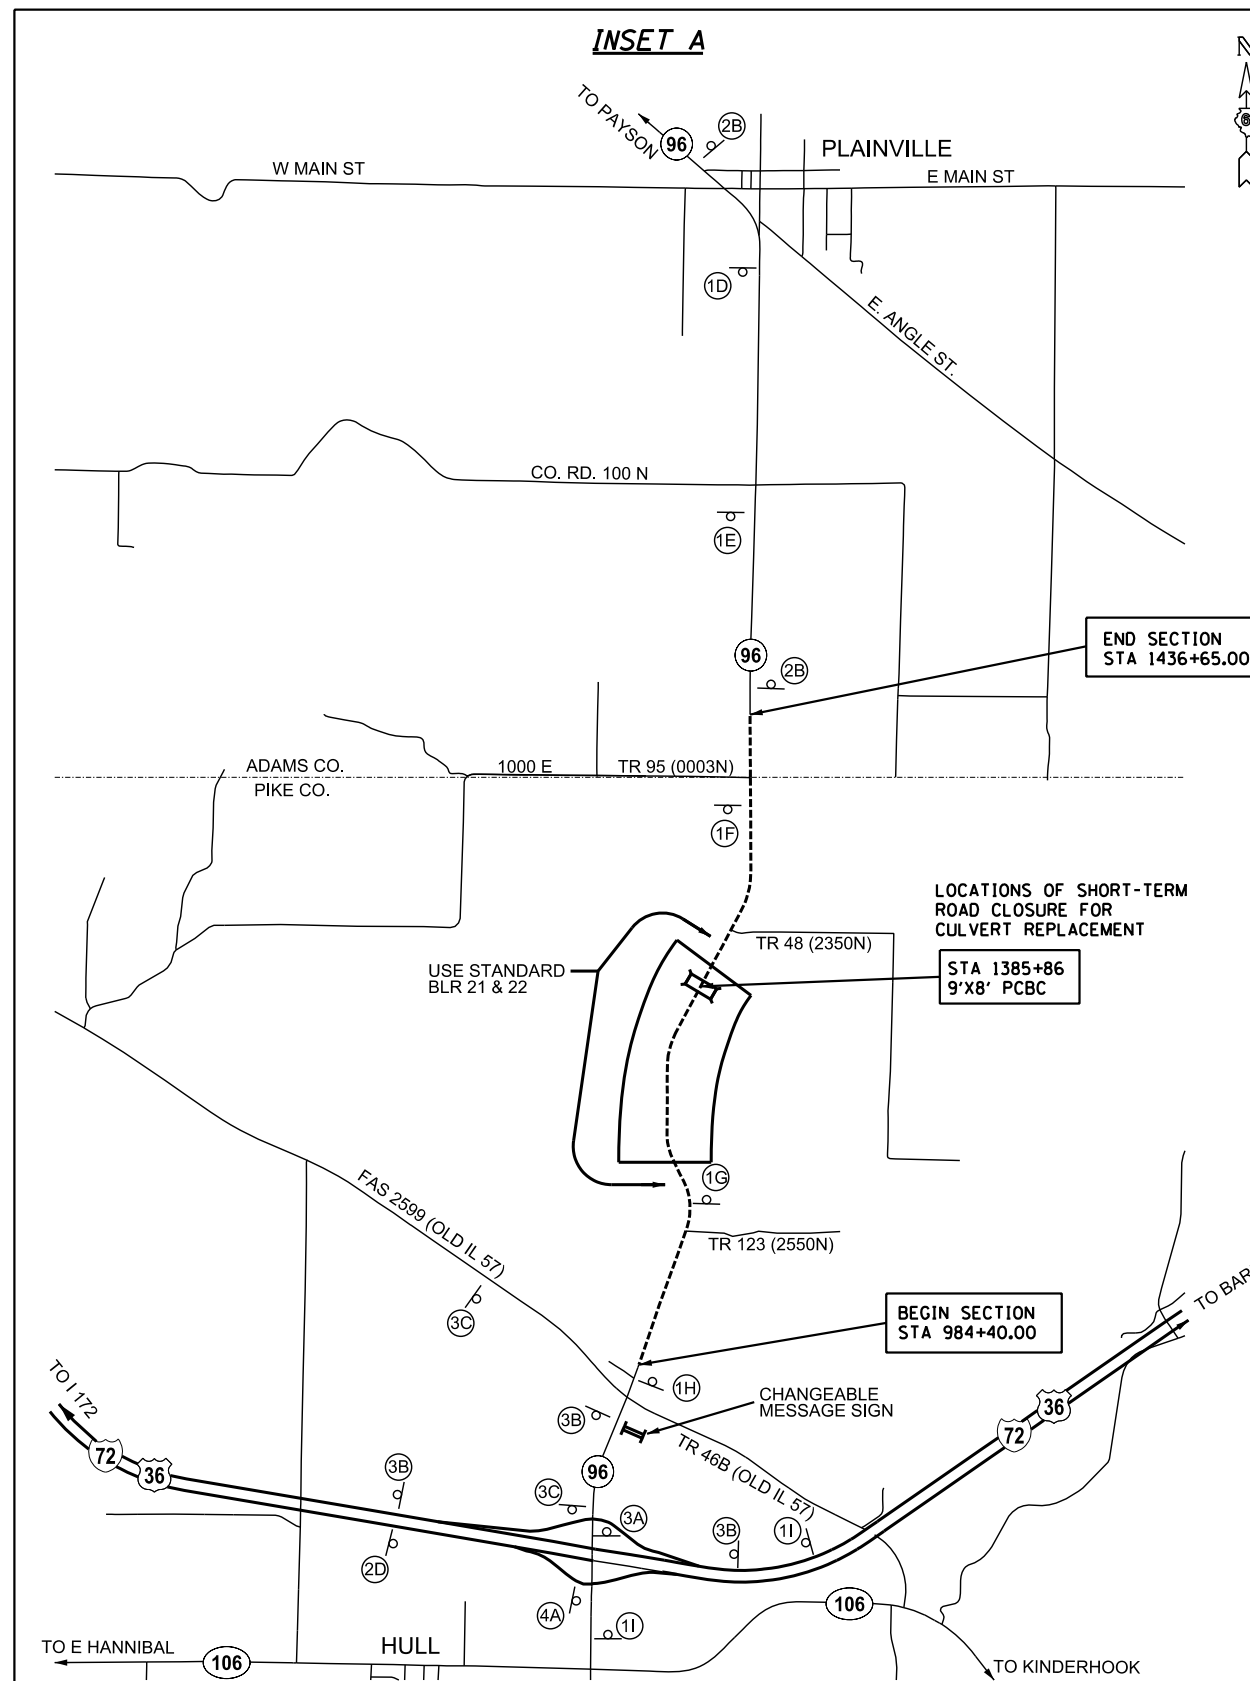 INSET A
N
TO PAYSON
96
2B
PLAINVILLE
W MAIN ST
E MAIN ST
1D
E. ANGLE ST.
CO. RD. 100 N
1E
END SECTION
STA 1436+65.00
96
2B
ADAMS CO.
PIKE CO.
1000 E
TR 95 (0003N)
1F
LOCATIONS OF SHORT-TERM
ROAD CLOSURE FOR
CULVERT REPLACEMENT
TR 48 (2350N)
STA 1385+86
9'X8' PCBC
USE STANDARD
BLR 21 & 22
1G
FAS 2599 (OLD IL 57)
TR 123 (2550N)
3C
BEGIN SECTION
STA 984+40.00
TO BAR
1H
CHANGEABLE
MESSAGE SIGN
3B
TO I 172
72
36
36
72
TR 46B (OLD IL 57)
96
3B
3C
3A
3B
1I
2D
4A
1I
106
HULL
TO E HANNIBAL
106
TO KINDERHOOK